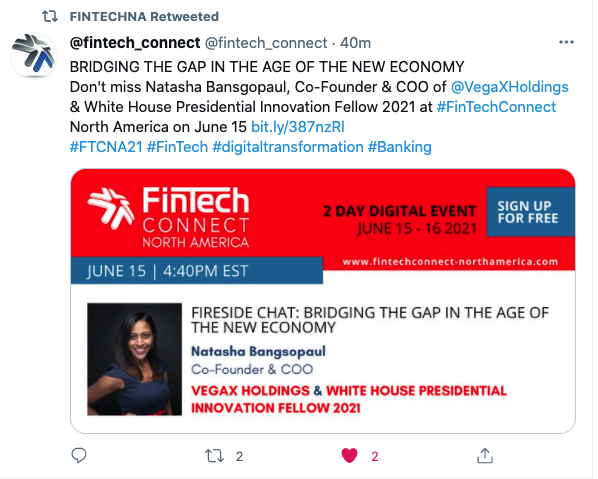 FINTECHNA Retweeted
@fintech_connect @fintech_connect · 40m
BRIDGING THE GAP IN THE AGE OF THE NEW ECONOMY
Don't miss Natasha Bansgopaul, Co-Founder & COO of @VegaXHoldings
& White House Presidential Innovation Fellow 2021 at #FinTechConnect
North America on June 15 bit.ly/387nzRl
#FTCNA21 #FinTech #digitaltransformation #Banking
FinTech
CONNECT
NORTH AMERICA
2 DAY DIGITAL EVENT
JUNE 15 - 16 2021
SIGN UP
FOR FREE
www.fintechconnect-northamerica.com
JUNE 15 | 4:40PM EST
FIRESIDE CHAT: BRIDGING THE GAP IN THE AGE OF
THE NEW ECONOMY
Natasha Bangsopaul
Co-Founder & COO
VEGAX HOLDINGS & WHITE HOUSE PRESIDENTIAL
INNOVATION FELLOW 2021
2
2